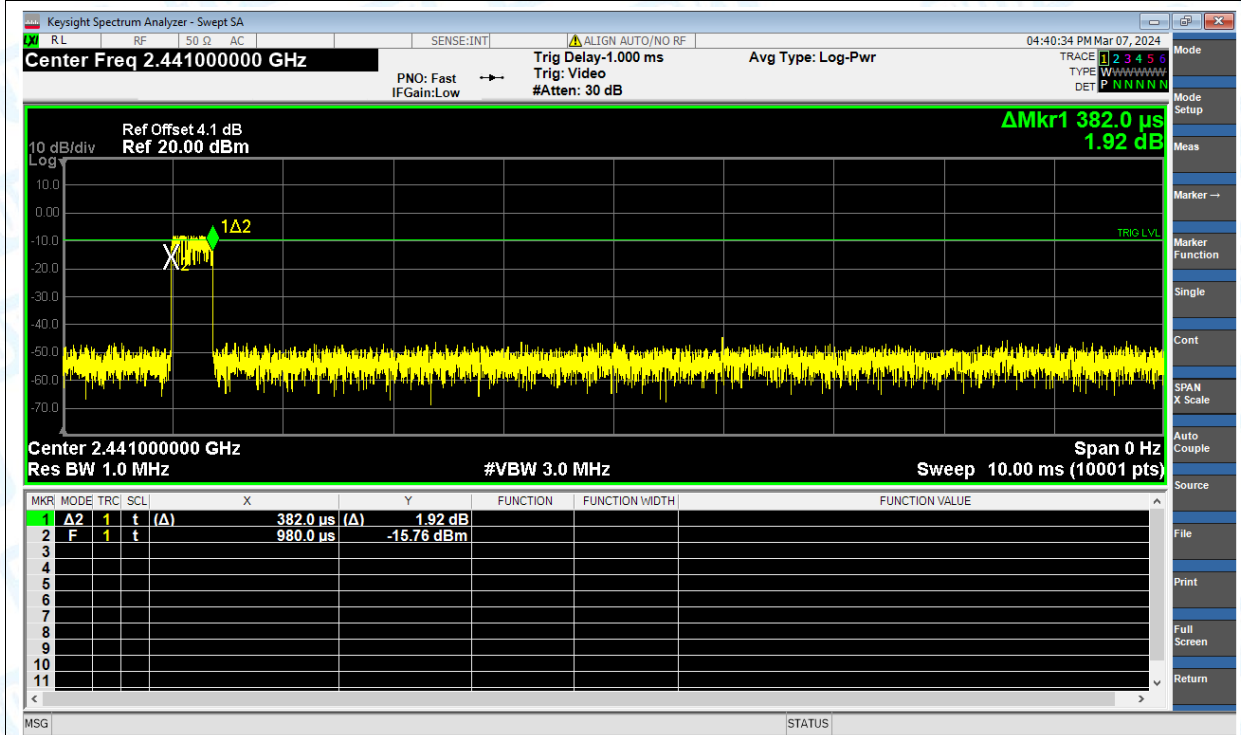 Keysight Spectrum Analyzer - Swept SA
LXI RL RF 50 Ω AC SENSE:INT ALIGN AUTO/NO RF 04:40:34 PM Mar 07, 2024
Center Freq 2.441000000 GHz
PNO: Fast
IFGain:Low
Trig Delay-1.000 ms
Trig: Video
#Atten: 30 dB
Avg Type: Log-Pwr
TRACE 1 2 3 4 5 6
TYPE WWWWWW
DET P N N N N N
ΔMkr1 382.0 µs
1.92 dB
Ref Offset 4.1 dB
10 dB/div Ref 20.00 dBm
Log
10.0
0.00
-10.0
-20.0
-30.0
-40.0
-50.0
-60.0
-70.0
1Δ2
2
TRIG LVL
Center 2.441000000 GHz Span 0 Hz
Res BW 1.0 MHz #VBW 3.0 MHz Sweep 10.00 ms (10001 pts)
MKR MODE TRC SCL X Y FUNCTION FUNCTION WIDTH FUNCTION VALUE
1 Δ2 1 t (Δ) 382.0 µs (Δ) 1.92 dB
2 F 1 t 980.0 µs -15.76 dBm
3
4
5
6
7
8
9
10
11
MSG STATUS
Mode
Mode
Setup
Meas
Marker →
Marker
Function
Single
Cont
SPAN
X Scale
Auto
Couple
Source
File
Print
Full
Screen
Return